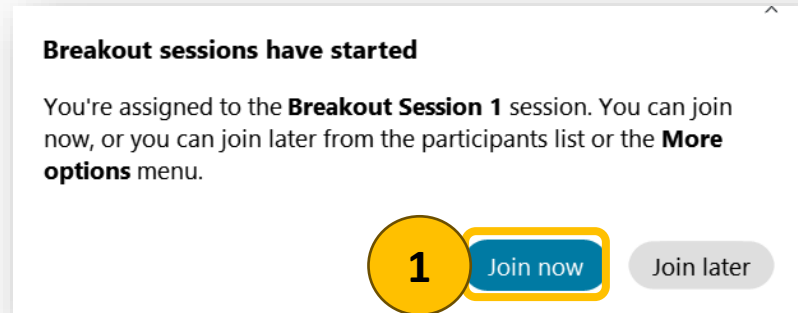 Breakout sessions have started
You're assigned to the Breakout Session 1 session. You can join
now, or you can join later from the participants list or the More
options menu.
1 Join now Join later